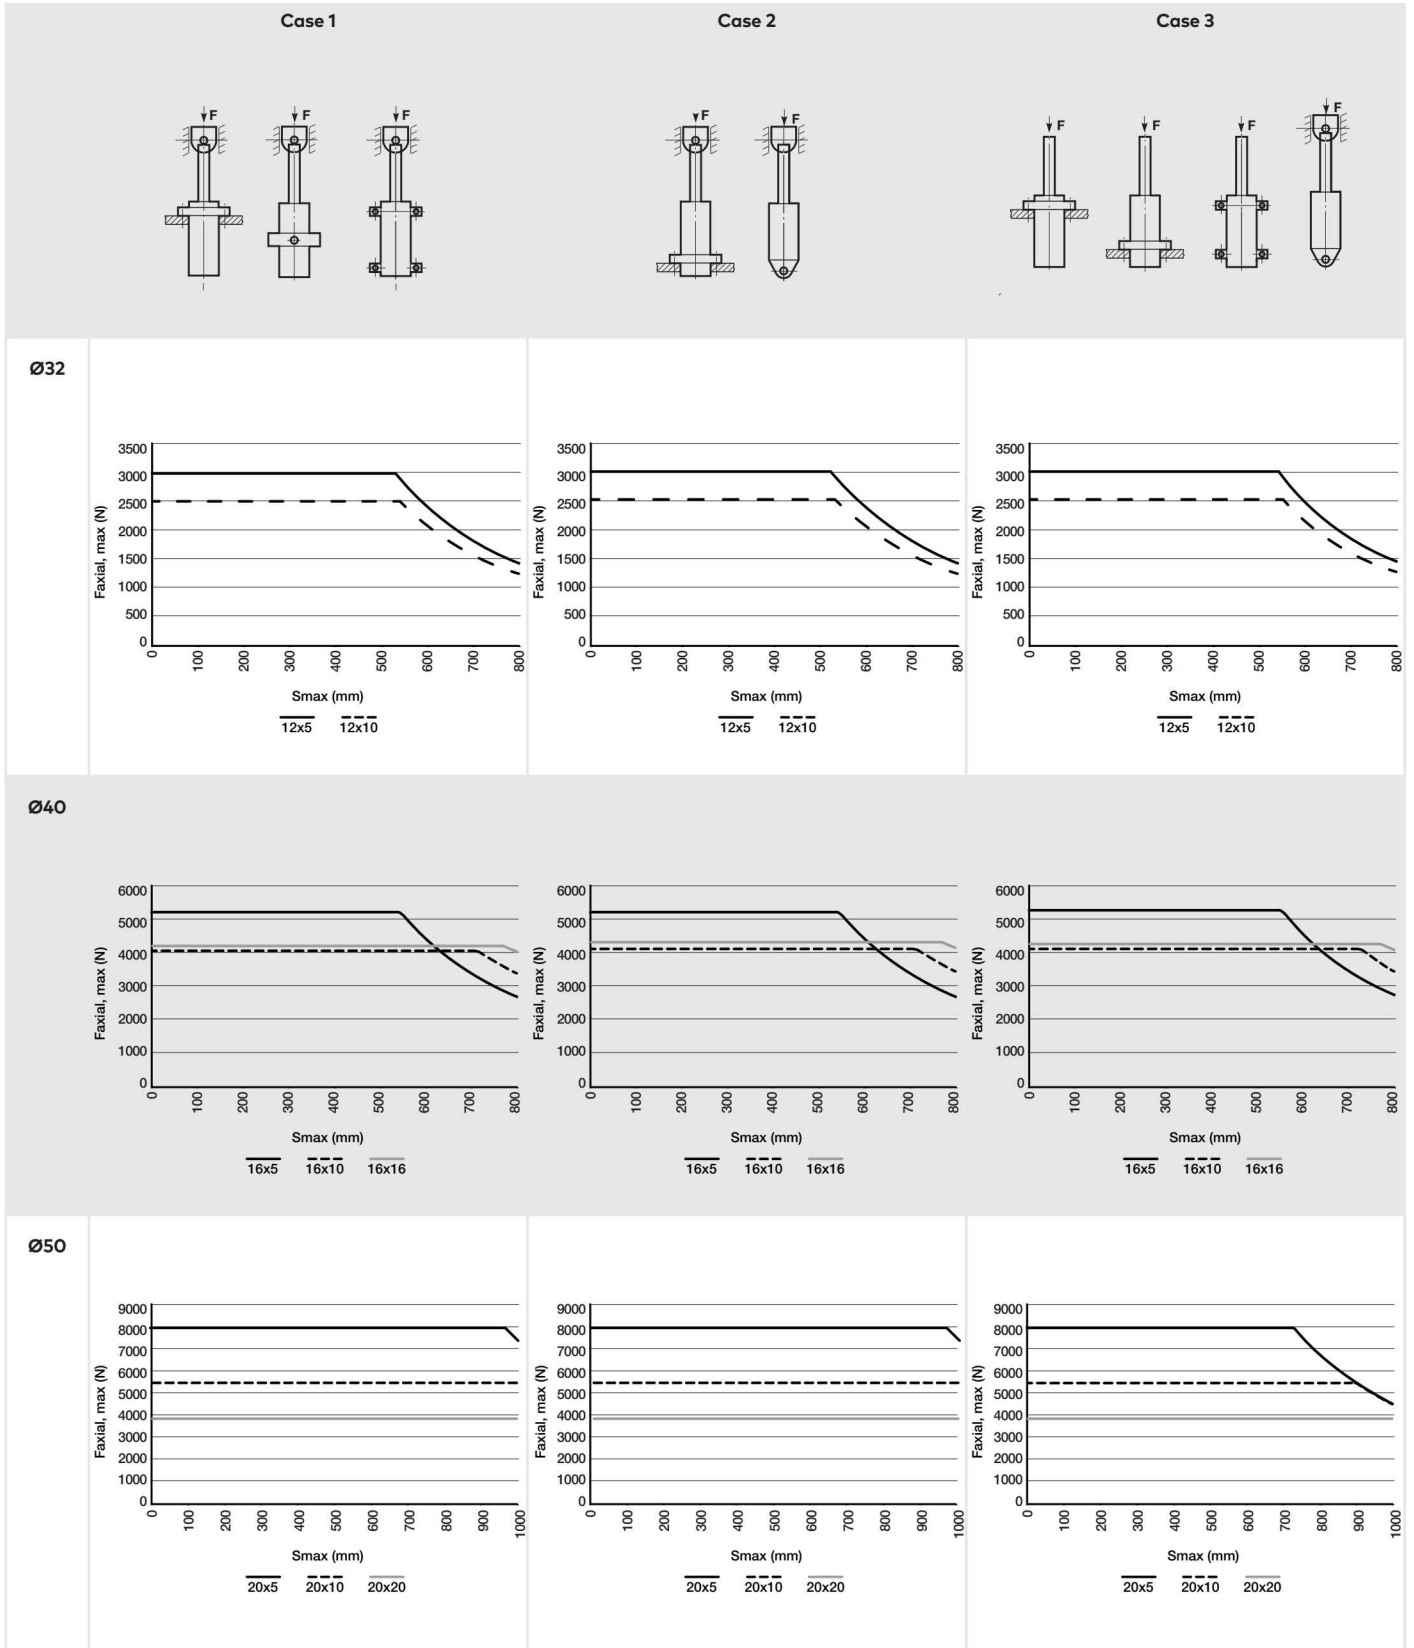 Case 1
Case 2
Case 3
F
F
F
F
F
F
F
F
F
Ø32
Faxial, max (N)
3500
3000
2500
2000
1500
1000
500
0
0 100 200 300 400 500 600 700 800
Smax (mm)
12x5 12x10
Faxial, max (N)
3500
3000
2500
2000
1500
1000
500
0
0 100 200 300 400 500 600 700 800
Smax (mm)
12x5 12x10
Faxial, max (N)
3500
3000
2500
2000
1500
1000
500
0
0 100 200 300 400 500 600 700 800
Smax (mm)
12x5 12x10
Ø40
Faxial, max (N)
6000
5000
4000
3000
2000
1000
0
0 100 200 300 400 500 600 700 800
Smax (mm)
16x5 16x10 16x16
Faxial, max (N)
6000
5000
4000
3000
2000
1000
0
0 100 200 300 400 500 600 700 800
Smax (mm)
16x5 16x10 16x16
Faxial, max (N)
6000
5000
4000
3000
2000
1000
0
0 100 200 300 400 500 600 700 800
Smax (mm)
16x5 16x10 16x16
Ø50
Faxial, max (N)
9000
8000
7000
6000
5000
4000
3000
2000
1000
0
0 100 200 300 400 500 600 700 800 900 1000
Smax (mm)
20x5 20x10 20x20
Faxial, max (N)
9000
8000
7000
6000
5000
4000
3000
2000
1000
0
0 100 200 300 400 500 600 700 800 900 1000
Smax (mm)
20x5 20x10 20x20
Faxial, max (N)
9000
8000
7000
6000
5000
4000
3000
2000
1000
0
0 100 200 300 400 500 600 700 800 900 1000
Smax (mm)
20x5 20x10 20x20